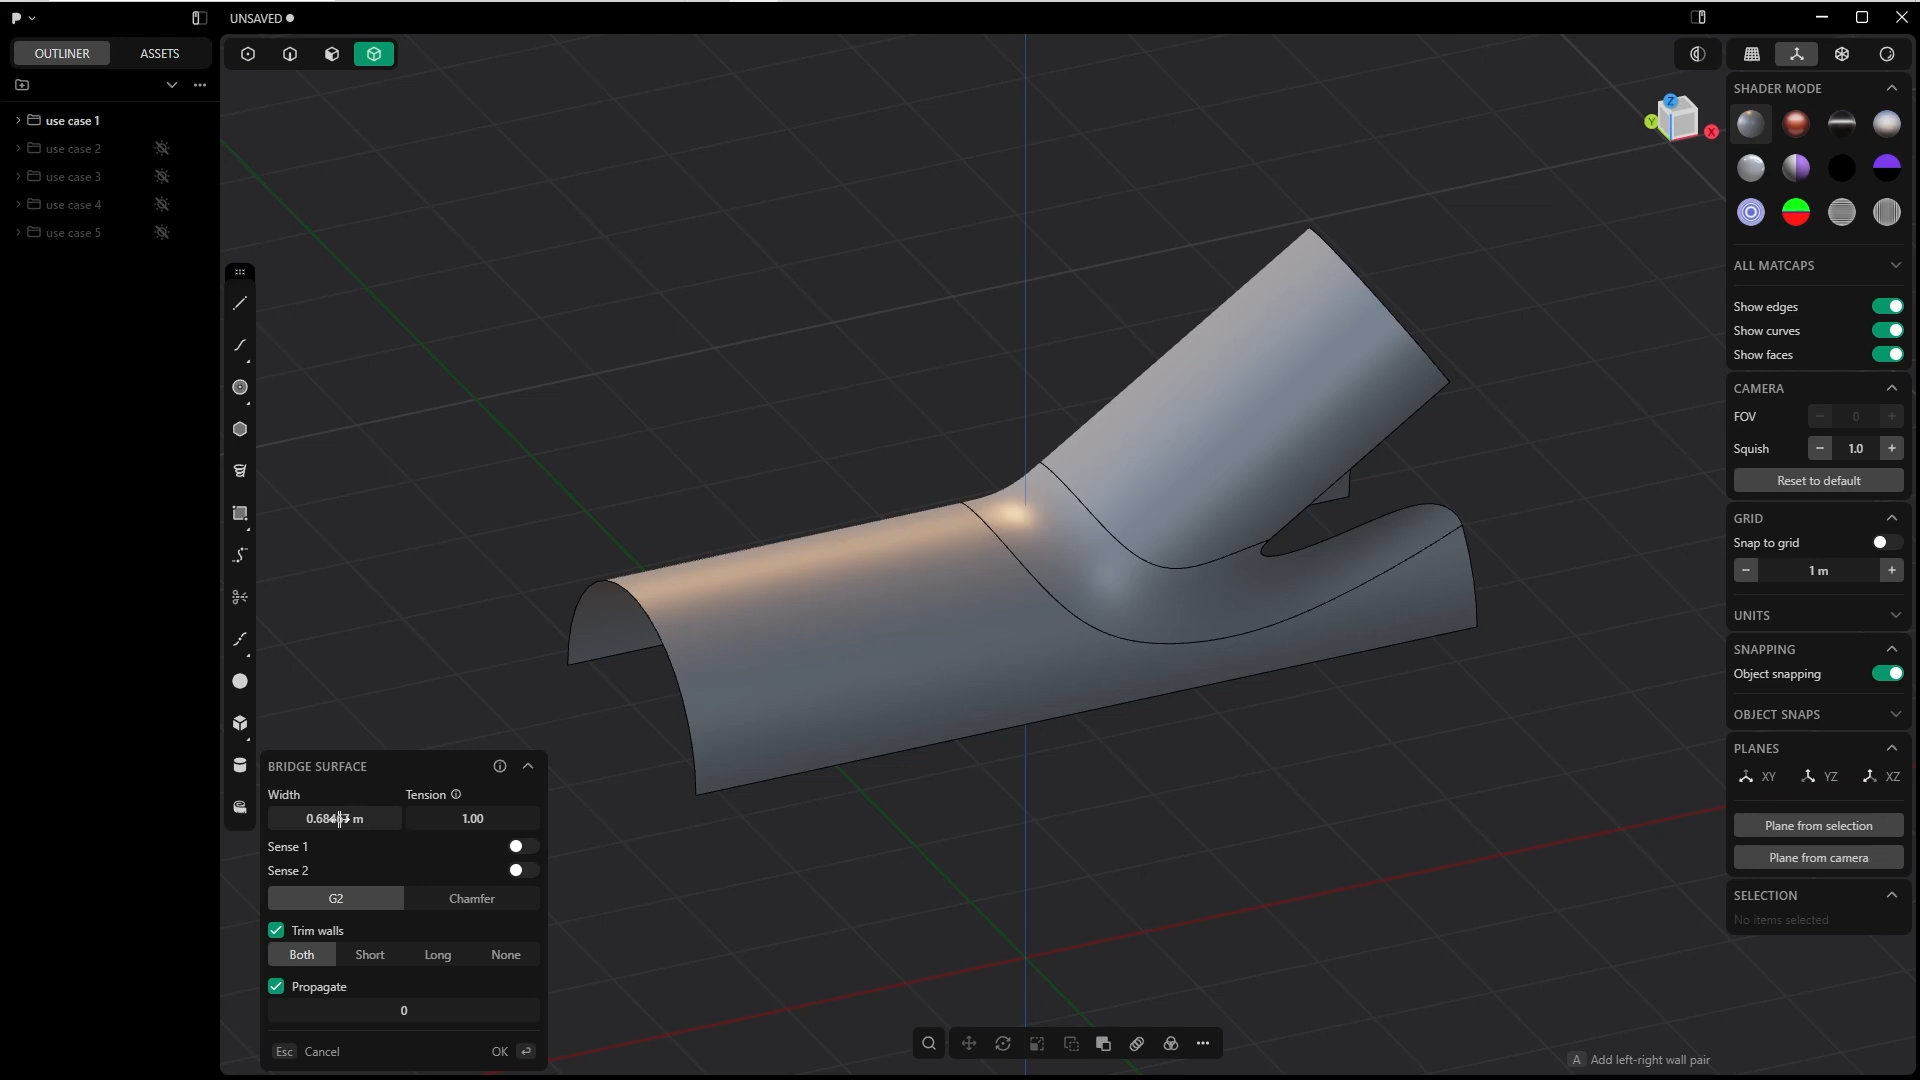 UNSAVED
OUTLINER
ASSETS
use case 1
use case 2
use case 3
use case 4
use case 5
Z
Y
X
SHADER MODE
ALL MATCAPS
Show edges
Show curves
Show faces
CAMERA
FOV
0
Squish
1.0
Reset to default
GRID
Snap to grid
1 m
UNITS
SNAPPING
Object snapping
OBJECT SNAPS
PLANES
XY
YZ
XZ
Plane from selection
Plane from camera
SELECTION
No items selected
BRIDGE SURFACE
Width
Tension
1.00
Sense 1
Sense 2
G2
Chamfer
Trim walls
Both
Short
Long
None
Propagate
0
Esc
Cancel
OK
A Add left-right wall pair